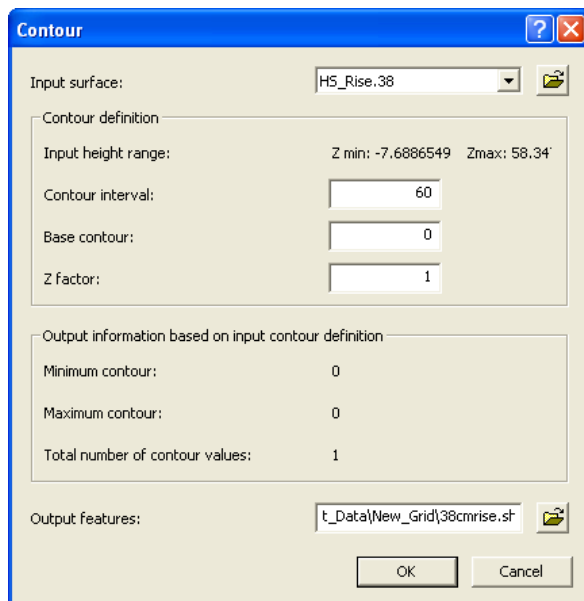 Contour
Input surface: HS_Rise.38
Contour definition
Input height range: Z min: -7.6886549 Zmax: 58.34
Contour interval: 60
Base contour: 0
Z factor: 1
Output information based on input contour definition
Minimum contour: 0
Maximum contour: 0
Total number of contour values: 1
Output features: t_Data\New_Grid\38cmrise.sh
OK Cancel